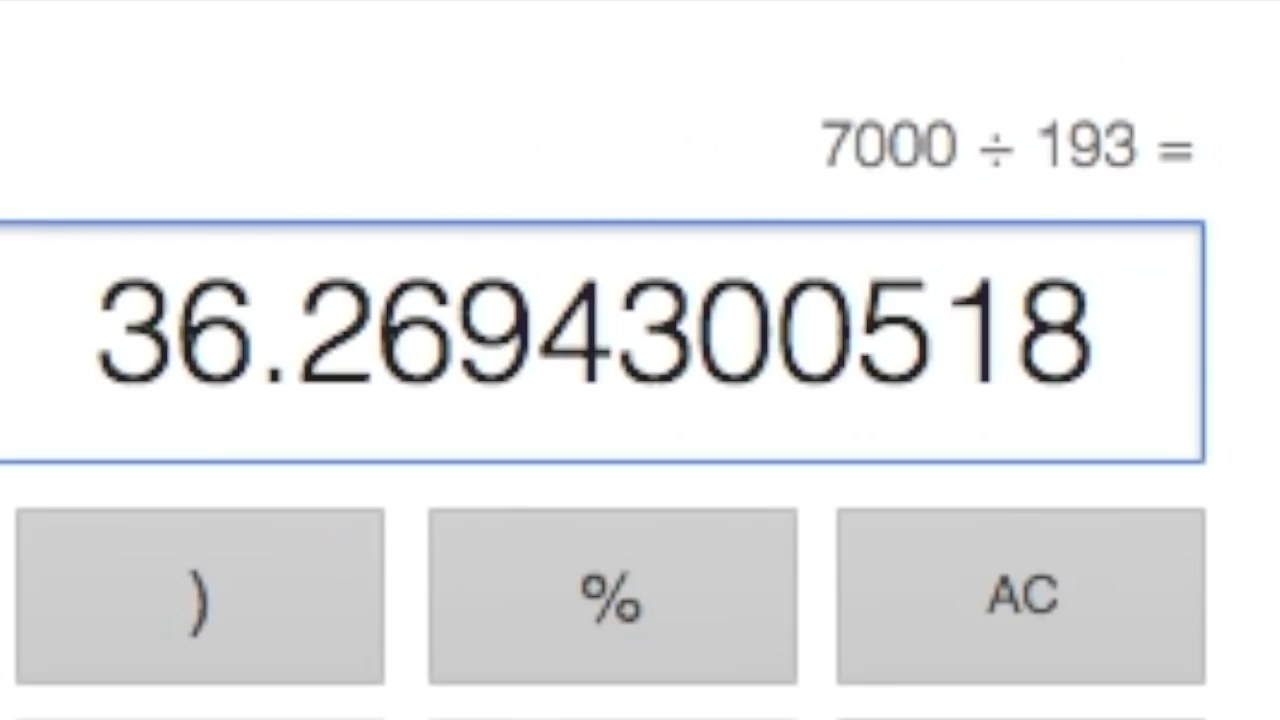 7000 ÷ 193 =
36.2694300518
) % AC